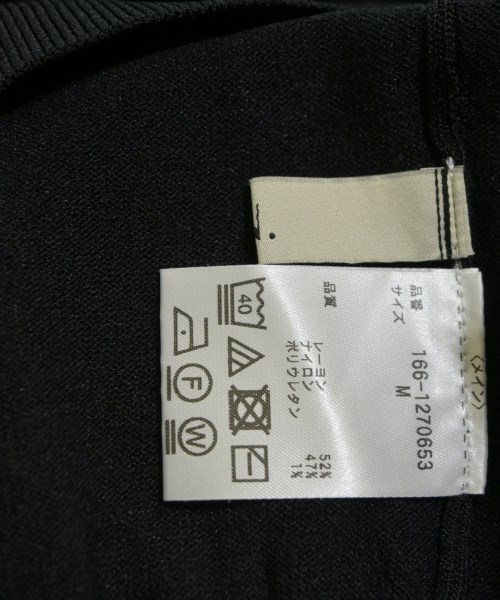 〈メイン〉
品番 166-1270653
サイズ M
品質
レーヨン 52%
ナイロン 47%
ポリウレタン 1%
40
F
W